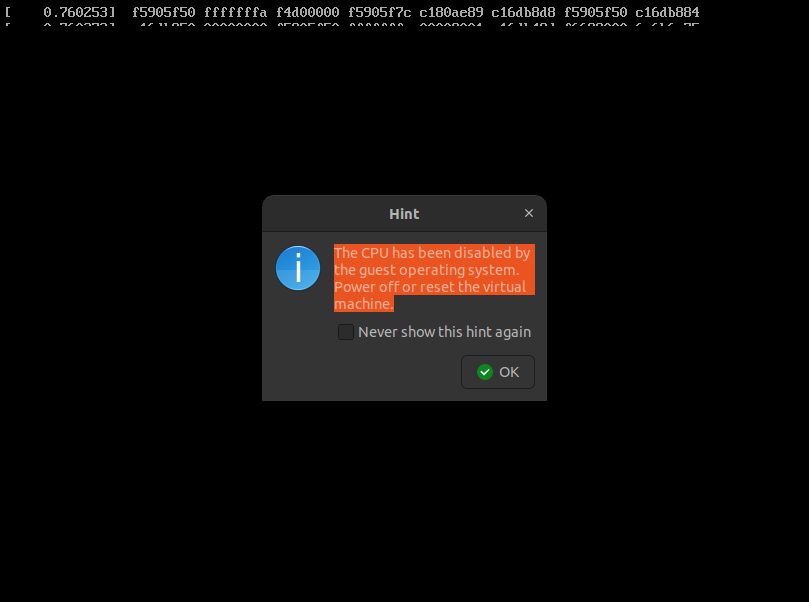 [    0.760253]  f5905f50 fffffffa f4d00000 f5905f7c c180ae89 c16db8d8 f5905f50 c16db884
Hint
The CPU has been disabled by
the guest operating system.
Power off or reset the virtual
machine.
Never show this hint again
OK